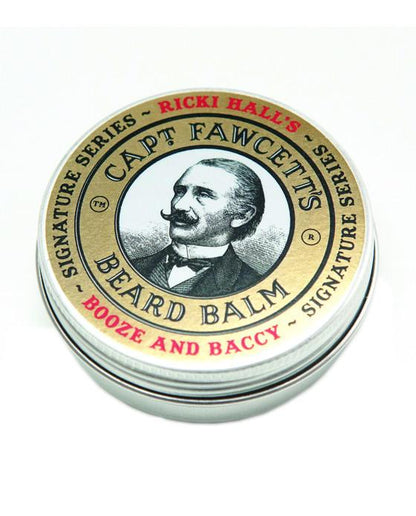 ~ RICKI HALL'S ~
SIGNATURE SERIES
SIGNATURE SERIES
CAPT. FAWCETT'S
TM
R
BEARD BALM
~ BOOZE AND BACCY ~